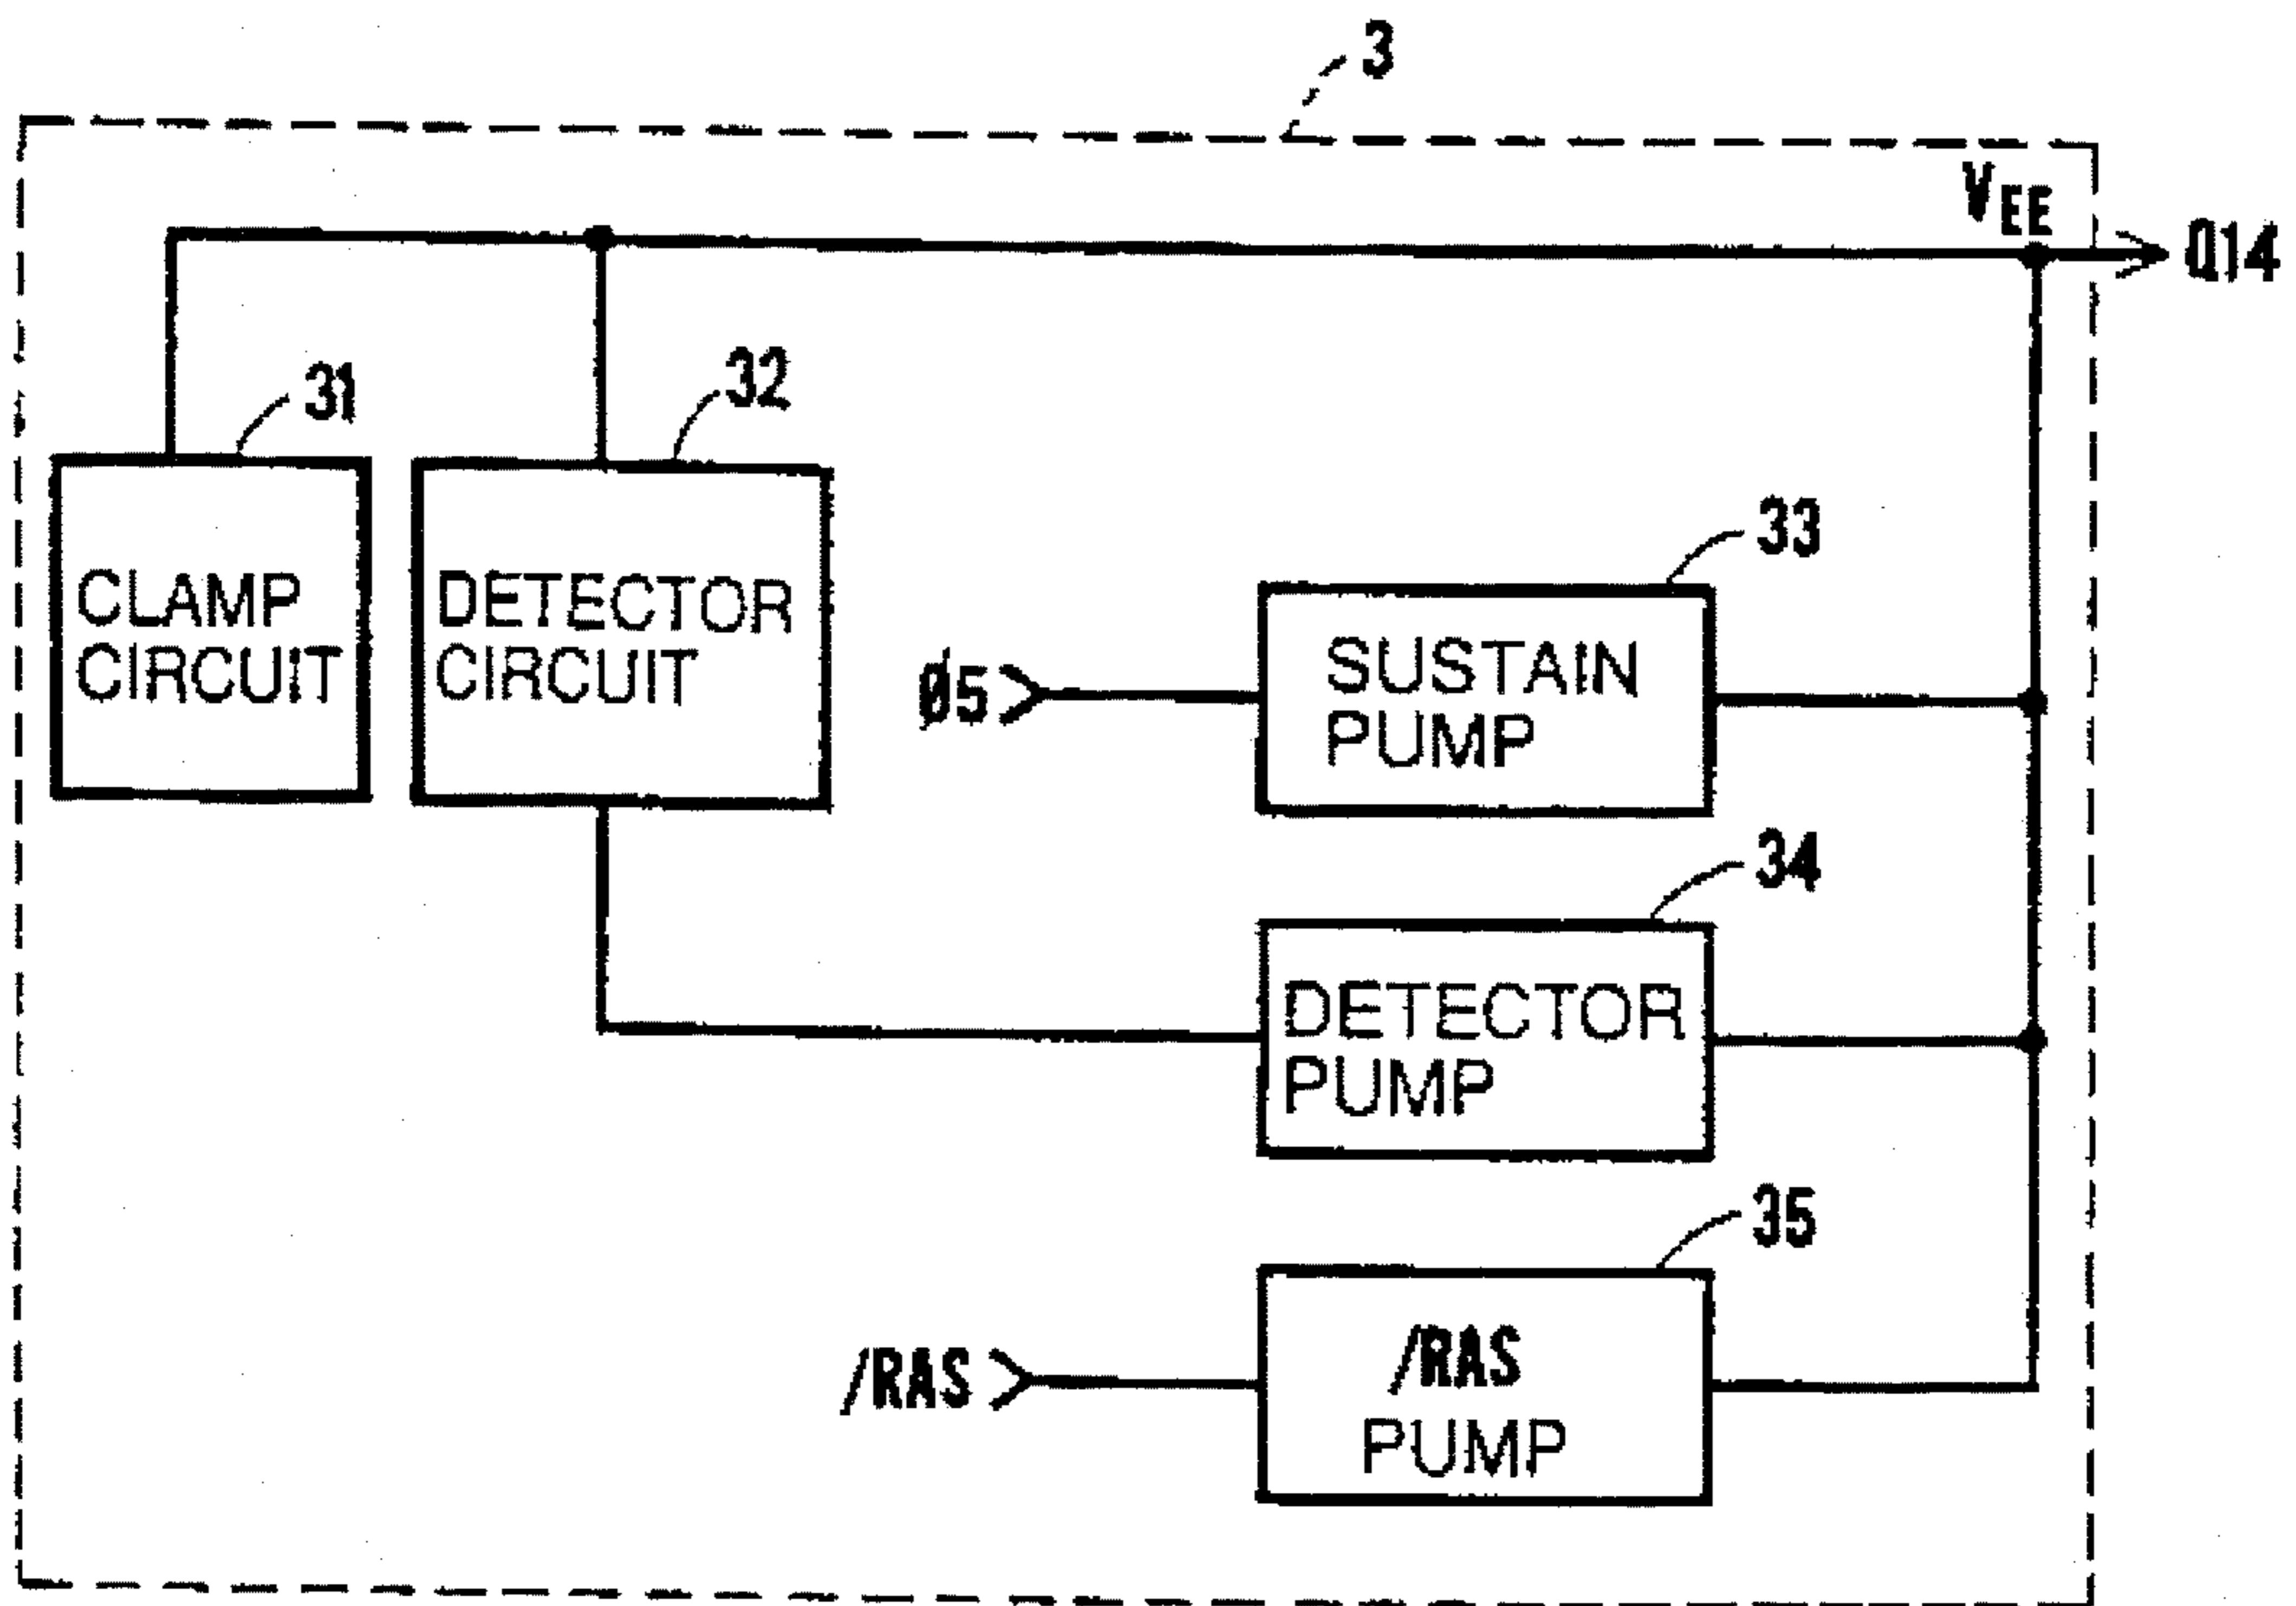 3
VEE
Q14
31
32
CLAMP
CIRCUIT
DETECTOR
CIRCUIT
33
Ø5
SUSTAIN
PUMP
34
DETECTOR
PUMP
35
/RAS
/RAS
PUMP